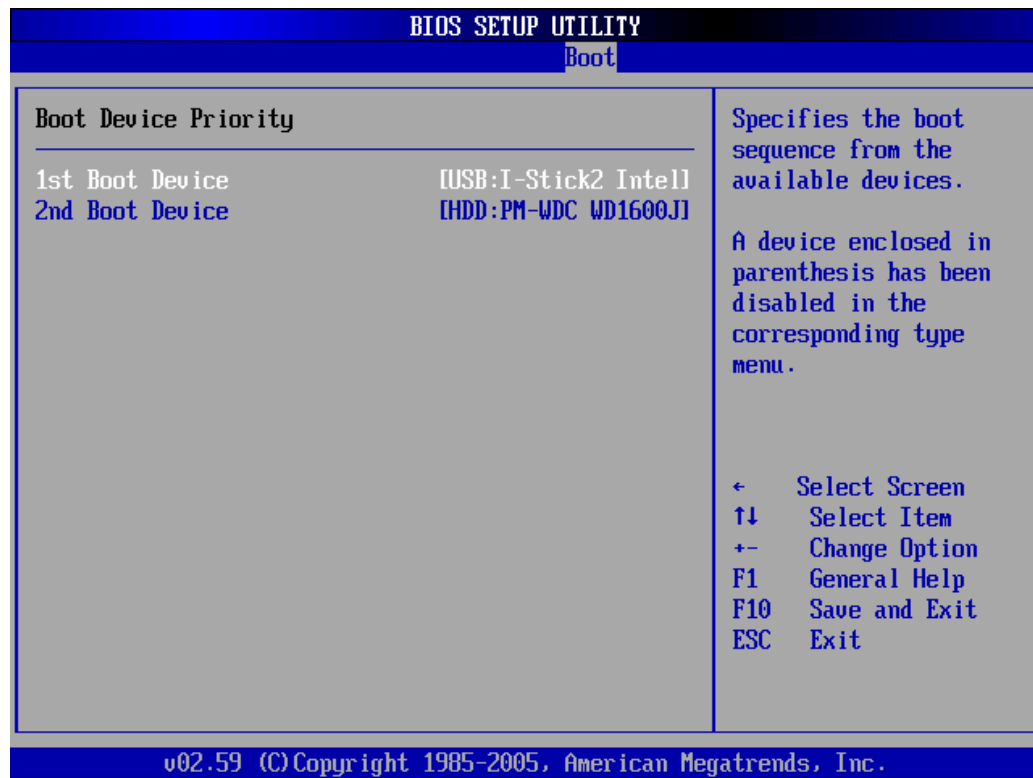 BIOS SETUP UTILITY
Boot
Boot Device Priority
1st Boot Device [USB:I-Stick2 Intel]
2nd Boot Device [HDD:PM-WDC WD1600J]
Specifies the boot
sequence from the
available devices.
A device enclosed in
parenthesis has been
disabled in the
corresponding type
menu.
← Select Screen
↑↓ Select Item
+- Change Option
F1 General Help
F10 Save and Exit
ESC Exit
v02.59 (C)Copyright 1985-2005, American Megatrends, Inc.